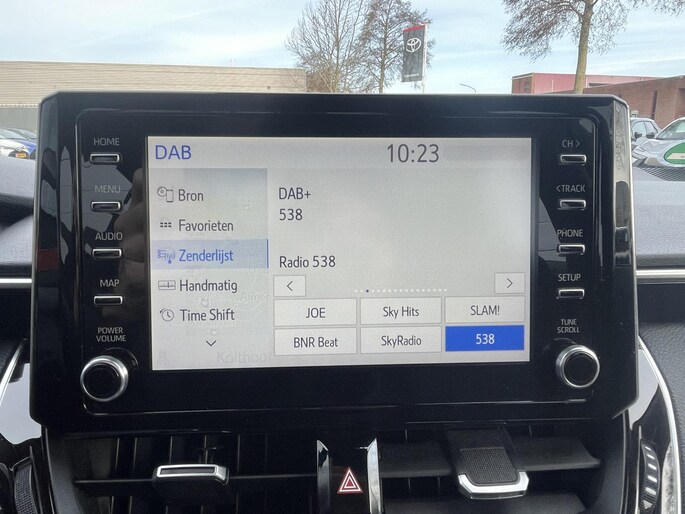 HOME
MENU
AUDIO
MAP
POWER
VOLUME
DAB
10:23
Bron
Favorieten
Zenderlijst
Handmatig
Time Shift
DAB+
538
Radio 538
JOE
Sky Hits
SLAM!
BNR Beat
SkyRadio
538
CH >
<TRACK
PHONE
SETUP
TUNE
SCROLL